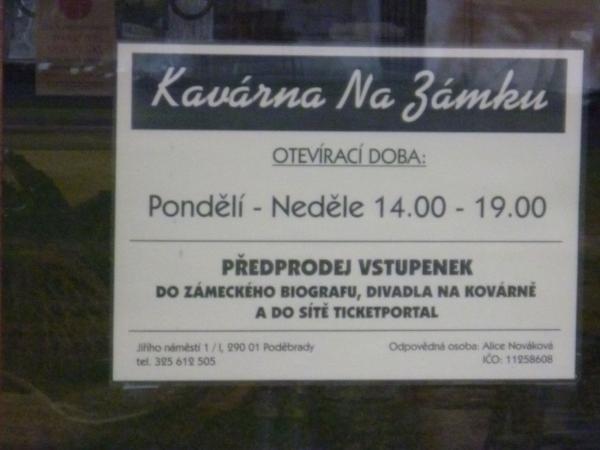 Kavárna Na Zámku
OTEVÍRACÍ DOBA:
Pondělí - Neděle 14.00 - 19.00
PŘEDPRODEJ VSTUPENEK
DO ZÁMECKÉHO BIOGRAFU, DIVADLA NA KOVÁRNĚ
A DO SÍTĚ TICKETPORTAL
Jiřího náměstí 1 / I, 290 01 Poděbrady
tel. 325 612 505
Odpovědná osoba: Alice Nováková
IČO: 11258608